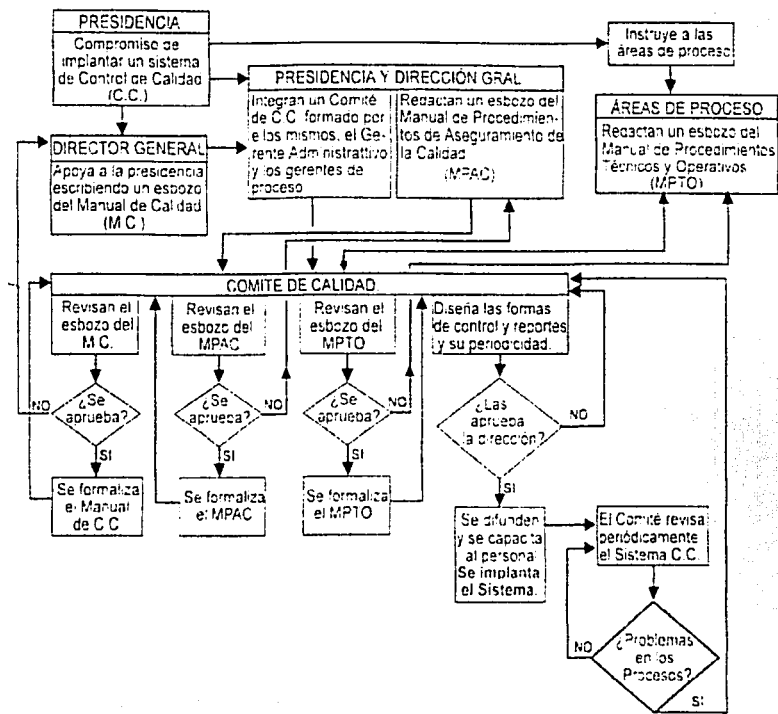 PRESIDENCIA
Compromiso de
implantar un sistema
de Control de Calidad
(C.C.)
Instruye a las
áreas de proceso
PRESIDENCIA Y DIRECCIÓN GRAL
Integran un Comité
de C.C. formado por
e los mismos, el Ge-
rente Administrattivo
y los gerentes de
proceso
Redactan un esbozo del
Manual de Procedimien-
tos de Aseguramiento de
la Calidad
(MPAC)
ÁREAS DE PROCESO
Redactan un esbozo del
Manual de Procedimientos
Técnicos y Operativos
(MPTO)
DIRECTOR GENERAL
Apoya a la presidencia
escribiendo un esbozo
del Manual de Calidad
(M.C.)
COMITE DE CALIDAD
Revisan el
esbozo del
M.C.
Revisan el
esbozo del
MPAC
Revisan el
esbozo del
MPTO
Diseña las formas
de control y reportes
y su periodicidad.
NO
¿Se
aprueba?
SI
¿Se
aprueba?
NO
SI
¿Se
aprueba?
NO
SI
¿Las
aprueba
la dirección?
NO
SI
Se formaliza
el Manual
de C.C
Se formaliza
el MPAC
Se formaliza
el MPTO
Se difunden
y se capacita
al personal
Se implanta
el Sistema.
El Comité revisa
periódicamente
el Sistema C.C.
NO
¿Problemas
en los
Procesos?
SI